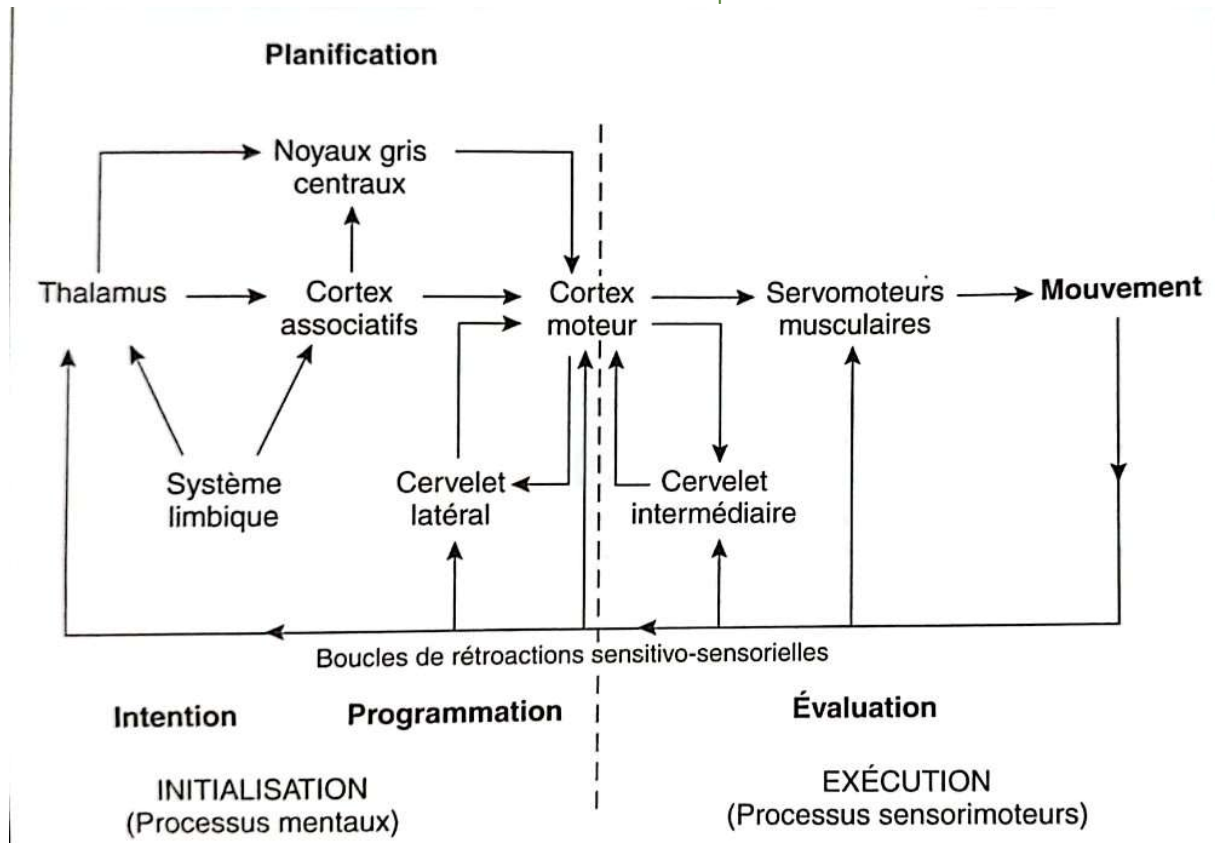 Planification
Noyaux gris
centraux
Thalamus
Cortex
associatifs
Cortex
moteur
Servomoteurs
musculaires
Mouvement
Système
limbique
Cervelet
latéral
Cervelet
intermédiaire
Boucles de rétroactions sensitivo-sensorielles
Intention
Programmation
Évaluation
INITIALISATION
(Processus mentaux)
EXÉCUTION
(Processus sensorimoteurs)